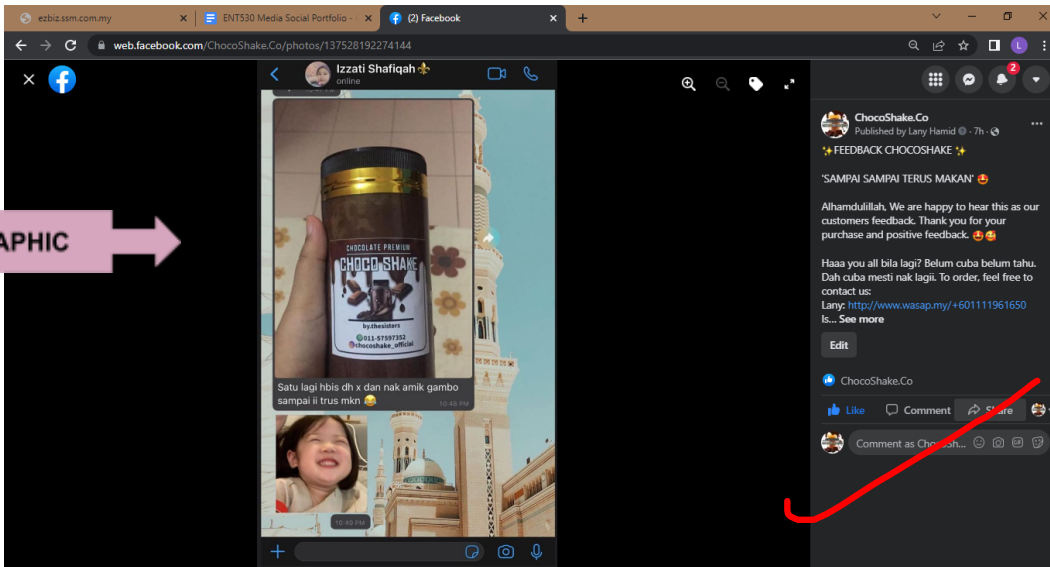 ezbiz.ssm.com.my
ENT530 Media Social Portfolio -
(2) Facebook
web.facebook.com/ChocoShake.Co/photos/137528192274144
L
Izzati Shafiqah
online
CHOCOLATE PREMIUM
CHOCO SHAKE
by.thesisters
011-57597352
chocoshake_official
Satu lagi hbis dh x dan nak amik gambo
sampai ii trus mkn 😂
10:48 PM
10:49 PM
APHIC
2
ChocoShake.Co
Published by Lany Hamid · 7h ·
✨FEEDBACK CHOCOSHAKE ✨
'SAMPAI SAMPAI TERUS MAKAN' 🤩
Alhamdulillah, We are happy to hear this as our
customers feedback. Thank you for your
purchase and positive feedback. 🤩🥰
Haaa you all bila lagi? Belum cuba belum tahu.
Dah cuba mesti nak lagii. To order, feel free to
contact us:
Lany: http://www.wasap.my/+601111961650
Is... See more
Edit
ChocoShake.Co
Like Comment Share
Comment as ChocoSh...